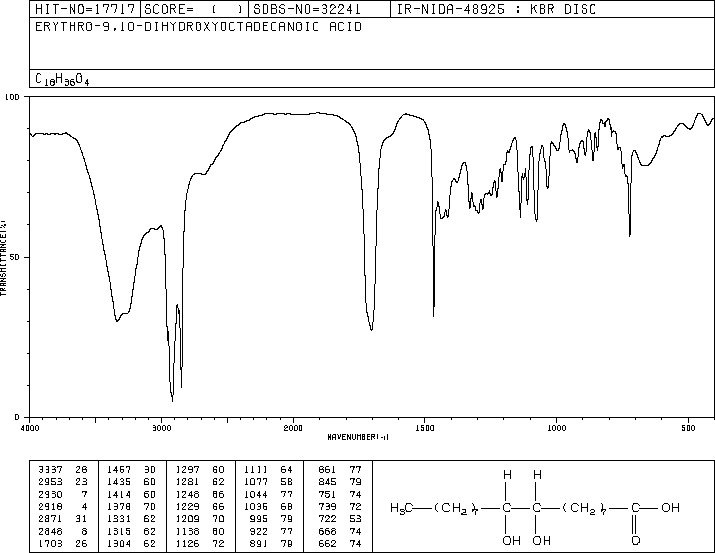 HIT-NO=17717 SCORE= ( ) SDBS-NO=32241 IR-NIDA-48925 : KBR DISC
ERYTHRO-9,10-DIHYDROXYOCTADECANOIC ACID
C18H36O4
100
50
0
TRANSMITTANCE(%)
4000 3000 2000 1500 1000 500
WAVENUMBER(-1)
3337 28 1467 30 1297 60 1111 64 861 77
2953 23 1435 60 1281 62 1077 58 845 79
2930 7 1414 60 1248 66 1044 77 751 74
2918 4 1378 70 1229 66 1036 68 739 72
2871 31 1331 62 1209 70 995 79 722 53
2848 8 1315 62 1138 60 922 77 668 74
1703 26 1304 62 1126 72 891 79 662 74
H H
H3C—(CH2)7—C—C—(CH2)7—C—OH
OH OH O